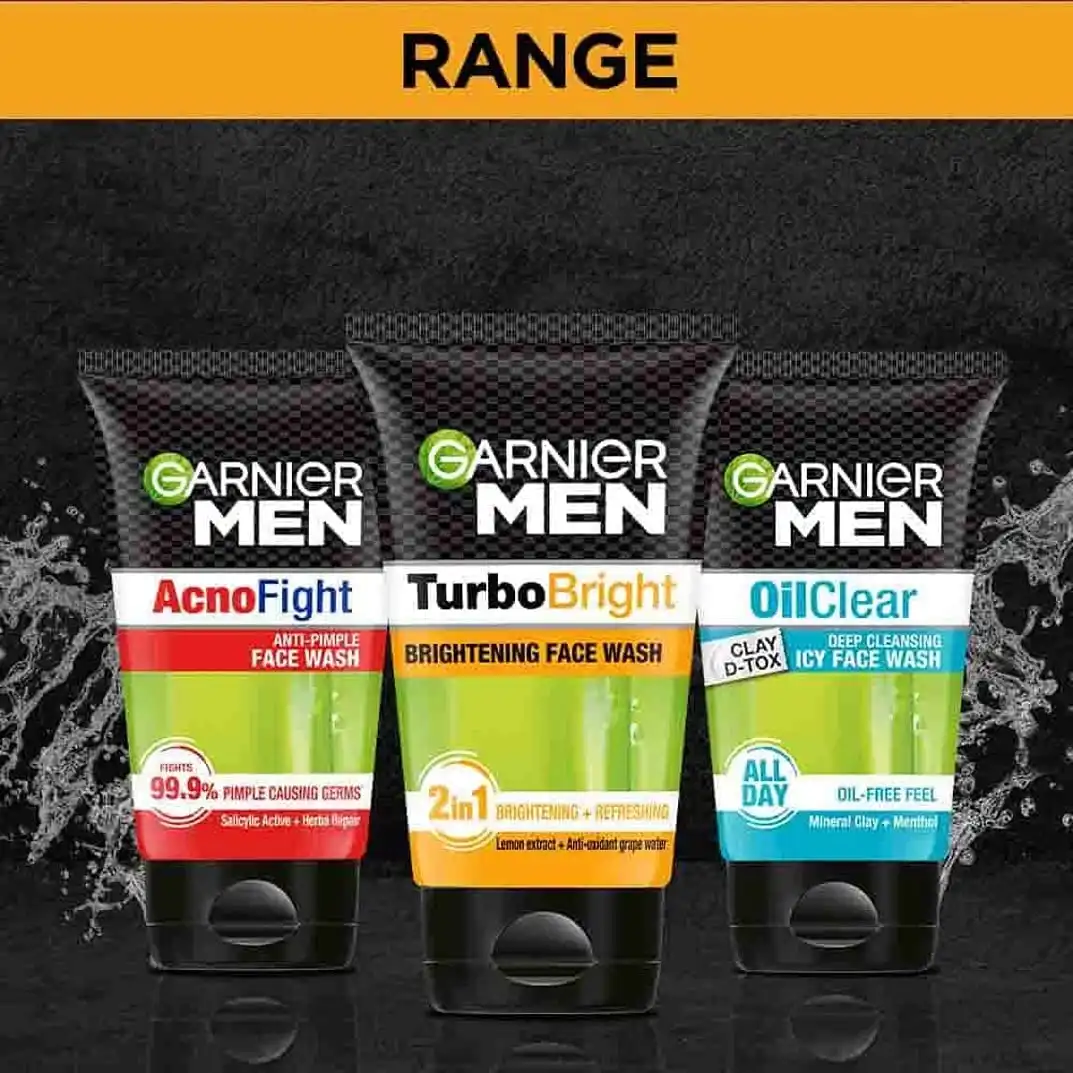 RANGE
GARNIER
MEN
AcnoFight
ANTI-PIMPLE
FACE WASH
FIGHTS
99.9% PIMPLE CAUSING GERMS
Salicylic Active + Herba Repair
GARNIER
MEN
TurboBright
BRIGHTENING FACE WASH
2in1 BRIGHTENING + REFRESHING
Lemon extract + Anti-oxidant grape water
GARNIER
MEN
OilClear
CLAY
D-TOX
DEEP CLEANSING
ICY FACE WASH
ALL
DAY
OIL-FREE FEEL
Mineral Clay + Menthol